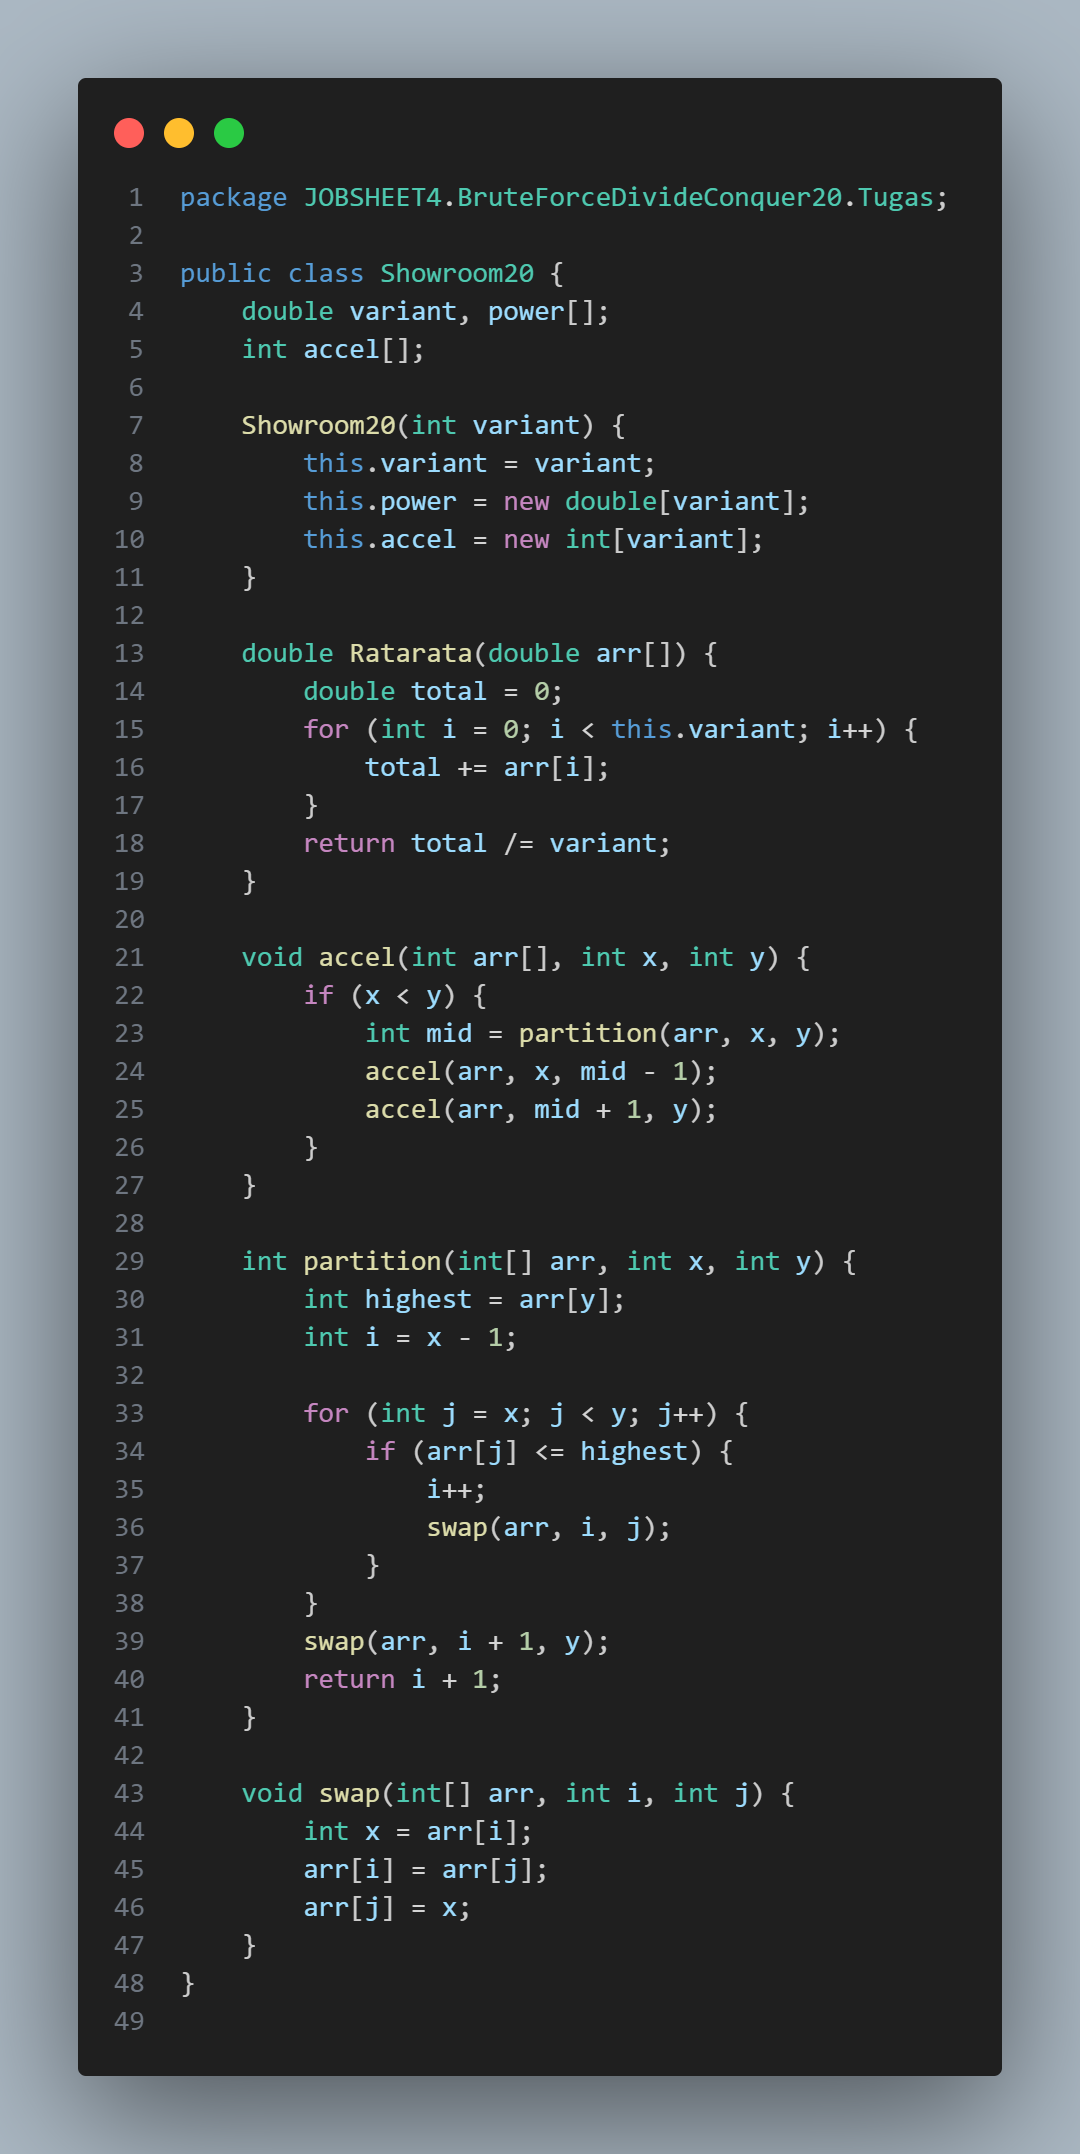 1 package JOBSHEET4.BruteForceDivideConquer20.Tugas;
2
3 public class Showroom20 {
4     double variant, power[];
5     int accel[];
6
7     Showroom20(int variant) {
8         this.variant = variant;
9         this.power = new double[variant];
10         this.accel = new int[variant];
11     }
12
13     double Ratarata(double arr[]) {
14         double total = 0;
15         for (int i = 0; i < this.variant; i++) {
16             total += arr[i];
17         }
18         return total /= variant;
19     }
20
21     void accel(int arr[], int x, int y) {
22         if (x < y) {
23             int mid = partition(arr, x, y);
24             accel(arr, x, mid - 1);
25             accel(arr, mid + 1, y);
26         }
27     }
28
29     int partition(int[] arr, int x, int y) {
30         int highest = arr[y];
31         int i = x - 1;
32
33         for (int j = x; j < y; j++) {
34             if (arr[j] <= highest) {
35                 i++;
36                 swap(arr, i, j);
37             }
38         }
39         swap(arr, i + 1, y);
40         return i + 1;
41     }
42
43     void swap(int[] arr, int i, int j) {
44         int x = arr[i];
45         arr[i] = arr[j];
46         arr[j] = x;
47     }
48 }
49